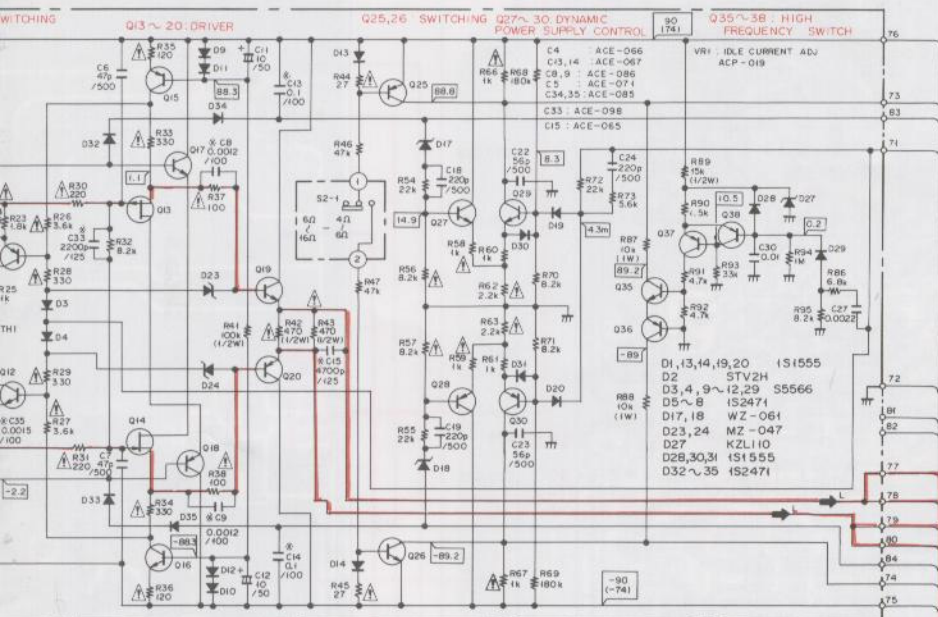 WITCHING
Q13~20:DRIVER
Q25,26 SWITCHING
Q27~30:DYNAMIC
POWER SUPPLY CONTROL
90
(74)
Q35~38 : HIGH
FREQUENCY SWITCH
76
R35
120
D9
D11
C11
10
/50
C6
47p
/500
Q15
88.3
C13
0.1
/100
D13
R44
27
Q25
88.8
R66
1k
R68
180k
C4 : ACE-066
C13,14 : ACE-067
C8,9 : ACE-086
C5 : ACE-071
C34,35 : ACE-085
C33 : ACE-098
C15 : ACE-065
VR1 : IDLE CURRENT ADJ
ACP-019
73
83
71
D34
D32
R33
330
Q17
※C8
0.0012
/100
1.1
R37
100
R30
220
Q13
R46
47k
D17
R54
22k
C18
220p
/500
14.9
Q27
C22
56p
/500
8.3
Q29
D19
D30
R72
22k
C24
220p
/500
R73
5.6k
4.3m
R89
15k
(1/2W)
R90
1.5k
10.5
Q38
D28
D27
0.2
Q37
S2-1
1
6Ω
16Ω
4Ω
6Ω
2
R23
1.8k
R26
3.6k
※
C33
2200p
/125
R32
8.2k
R28
330
D23
Q19
R58
1k
R60
1k
R56
8.2k
R62
2.2k
R70
8.2k
R87
10k
(1W)
89.2
Q35
R91
4.7k
R93
33k
C30
0.01
R94
1M
D29
R86
6.8k
R95
8.2k
C27
0.0022
R25
1k
D3
D4
TH1
R41
100k
(1/2W)
R42
470
(1/2W)
R43
470
(1/2W)
※C15
4700p
/125
R47
47k
R57
8.2k
R63
2.2k
R59
1k
R61
1k
R71
8.2k
Q36
-89
R92
4.7k
Q12
R29
330
D24
Q20
Q28
D31
D20
R88
10k
(1W)
D1,13,14,19,20 1S1555
D2 STV2H
D3,4,9~12,29 S5566
D5~8 1S2471
D17,18 WZ-061
D23,24 MZ-047
D27 KZL110
D28,30,31 1S1555
D32~35 1S2471
72
81
82
※C35
0.0015
/100
R27
3.6k
Q14
R31
220
C7
47p
/500
Q18
R38
100
R55
22k
C19
220p
/500
D18
Q30
C23
56p
/500
77
78
-2.2
D33
R34
330
D35
※C9
0.0012
/100
L
L
79
80
84
-88.3
Q16
D12
D10
C12
10
/50
※
C14
0.1
/100
D14
R45
27
Q26
-89.2
R67
1k
R69
180k
-90
(-74)
74
75
R36
120